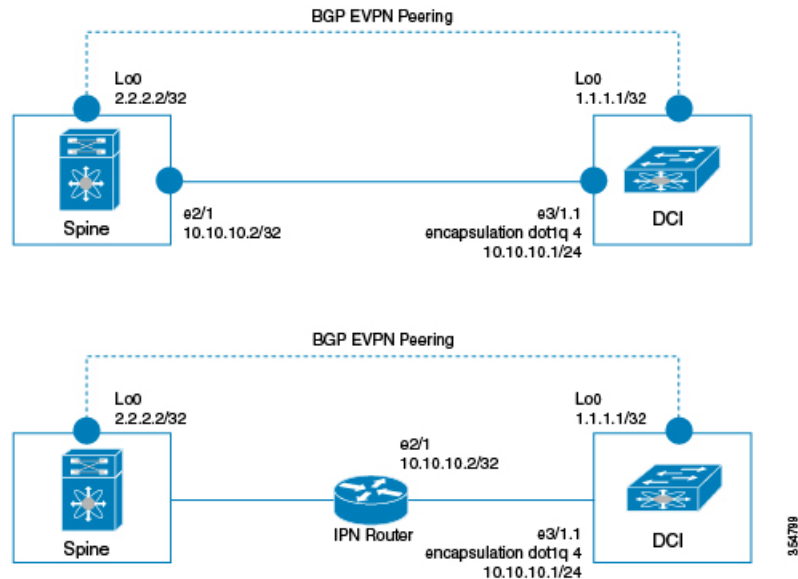 BGP EVPN Peering
Lo0
2.2.2.2/32
Lo0
1.1.1.1/32
e2/1
10.10.10.2/32
e3/1.1
encapsulation dot1q 4
10.10.10.1/24
Spine
DCI
BGP EVPN Peering
Lo0
2.2.2.2/32
Lo0
1.1.1.1/32
e2/1
10.10.10.2/32
IPN Router
e3/1.1
encapsulation dot1q 4
10.10.10.1/24
Spine
DCI
354799